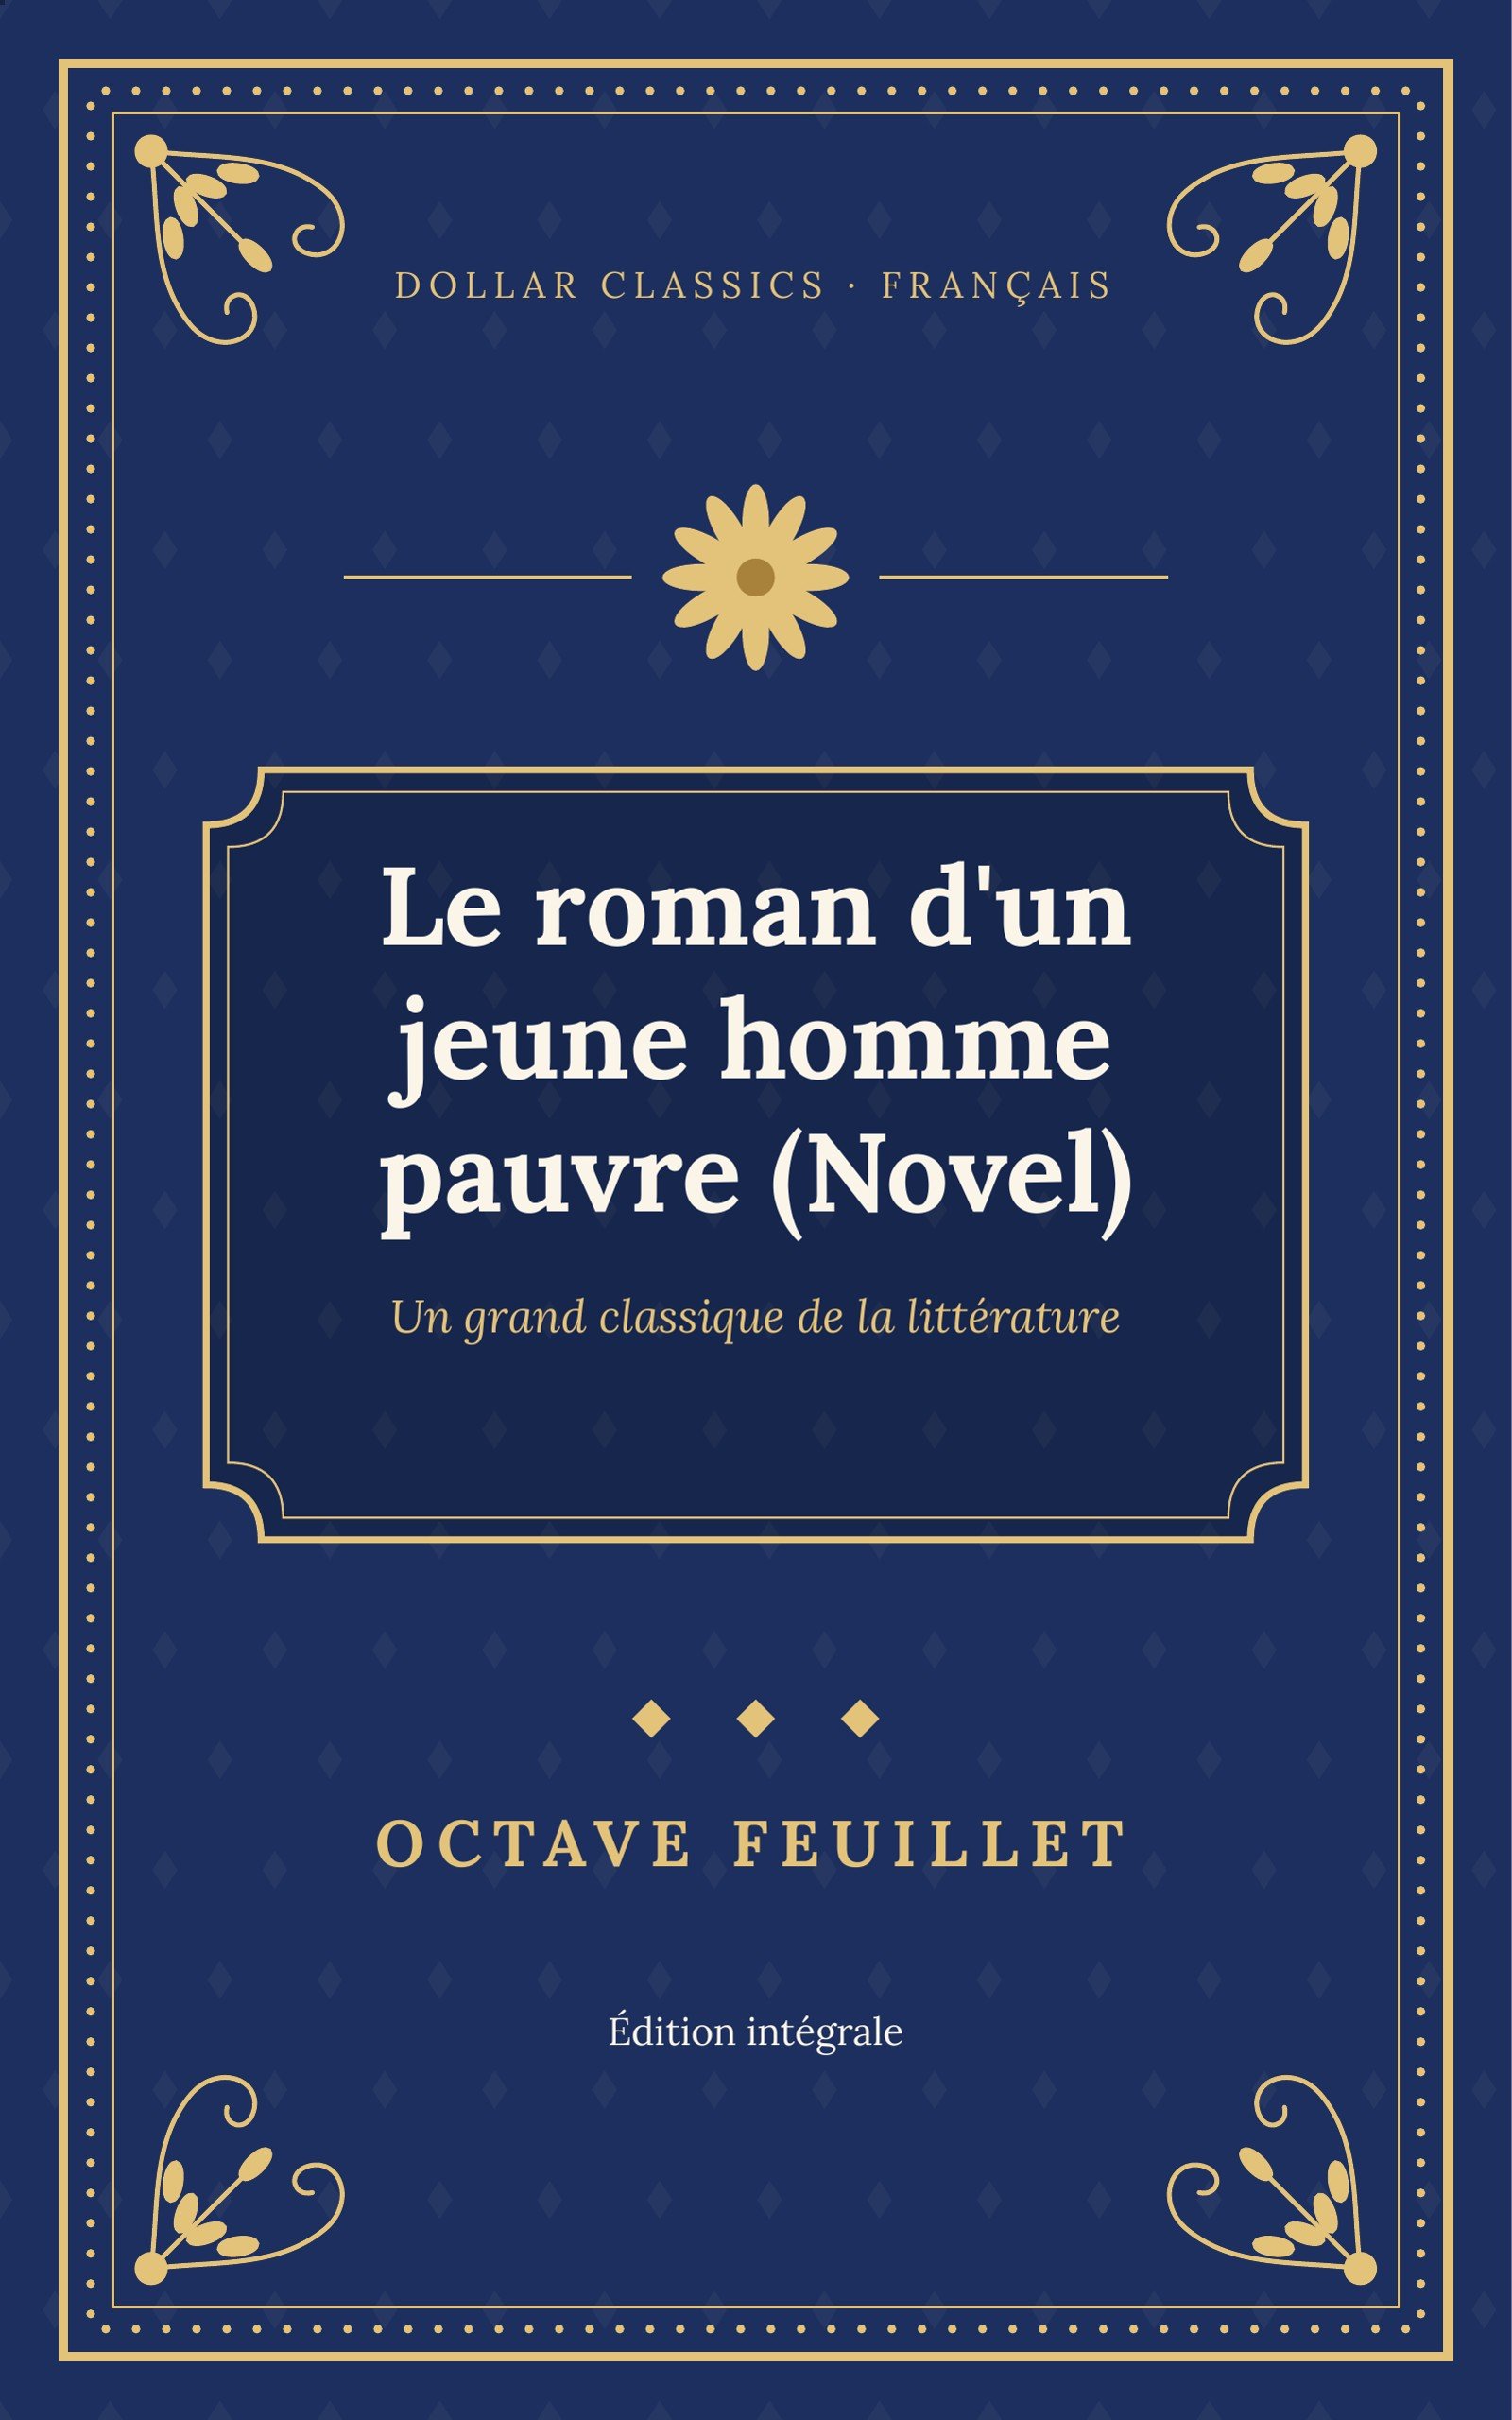 DOLLAR CLASSICS · FRANÇAIS
Le roman d'un
jeune homme
pauvre (Novel)
Un grand classique de la littérature
OCTAVE FEUILLET
Édition intégrale